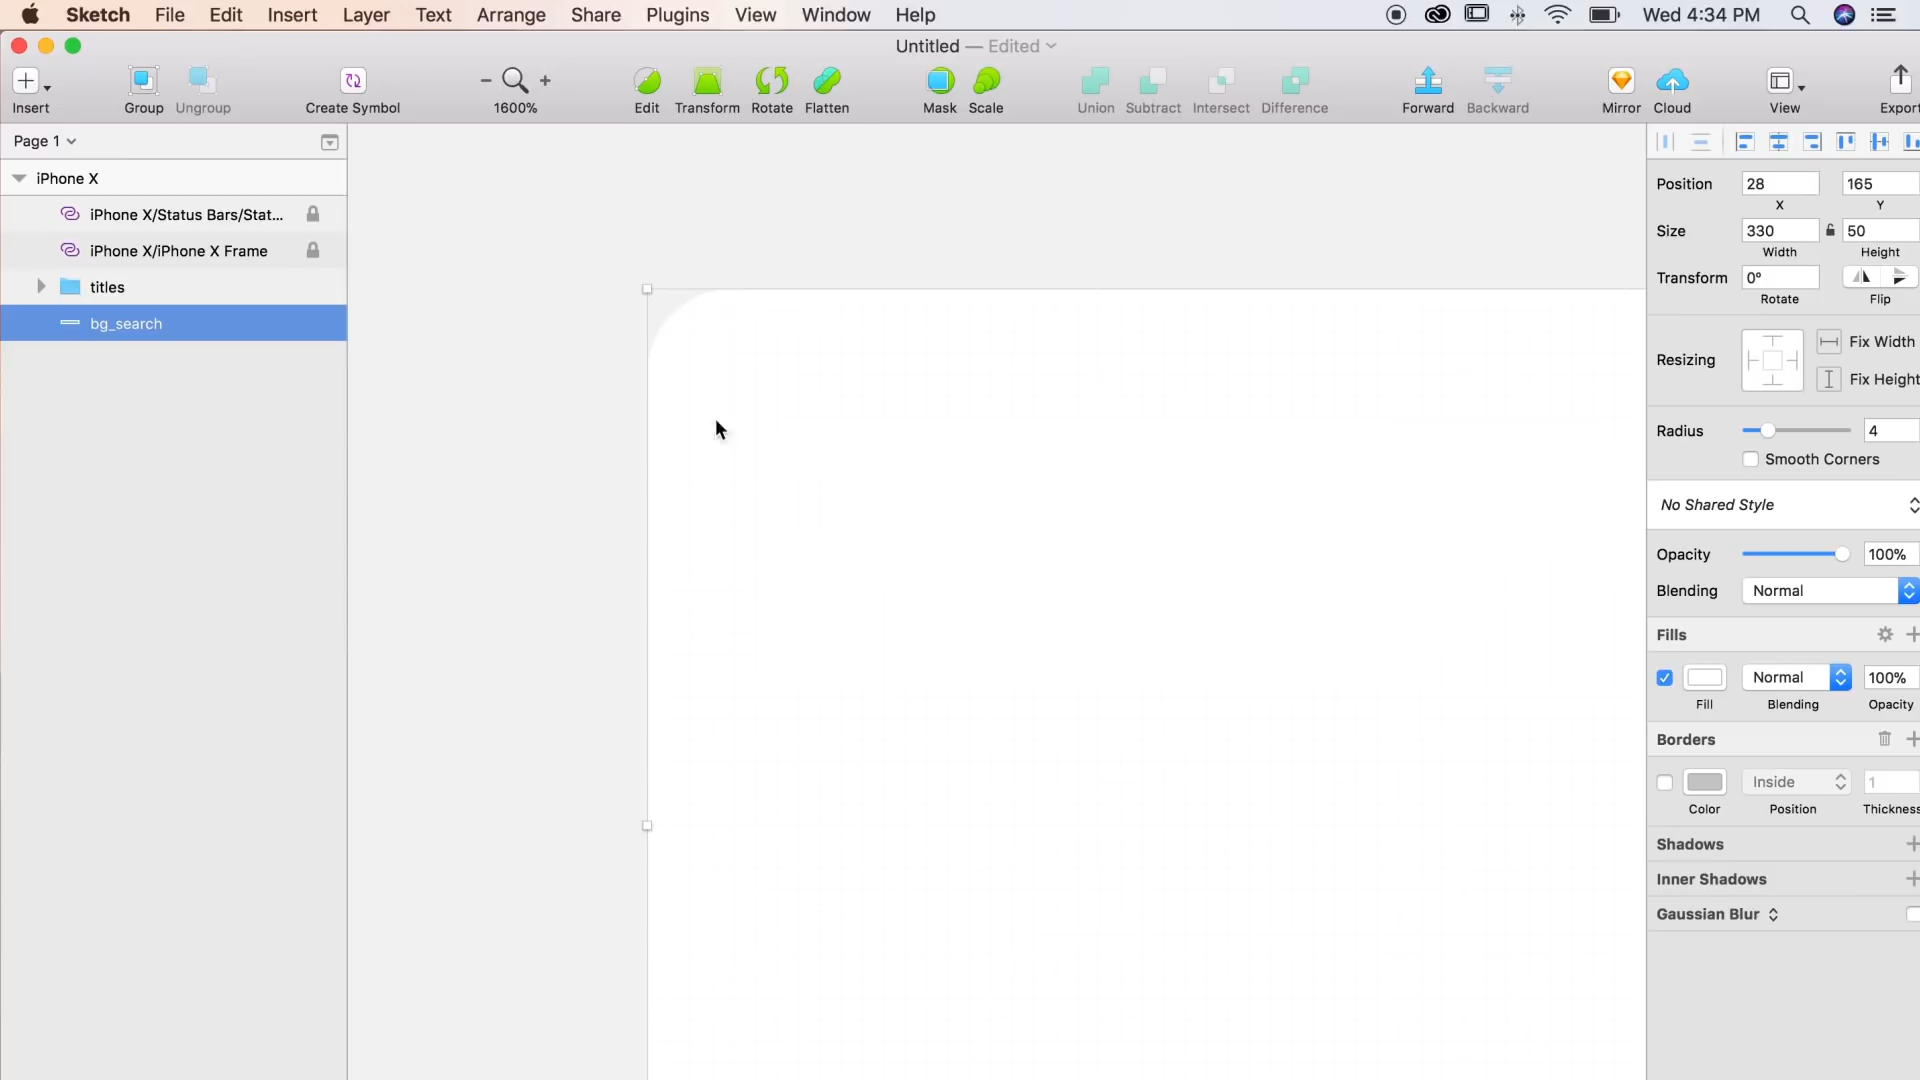 Sketch File Edit Insert Layer Text Arrange Share Plugins View Window Help Wed 4:34 PM
Untitled — Edited
Insert Group Ungroup Create Symbol 1600% Edit Transform Rotate Flatten Mask Scale Union Subtract Intersect Difference Forward Backward Mirror Cloud View Export
Page 1
iPhone X
iPhone X/Status Bars/Stat...
iPhone X/iPhone X Frame
titles
bg_search
Position 28 165
X Y
Size 330 50
Width Height
Transform 0°
Rotate Flip
Resizing Fix Width
Fix Height
Radius 4
Smooth Corners
No Shared Style
Opacity 100%
Blending Normal
Fills
Normal 100%
Fill Blending Opacity
Borders
Inside 1
Color Position Thickness
Shadows
Inner Shadows
Gaussian Blur